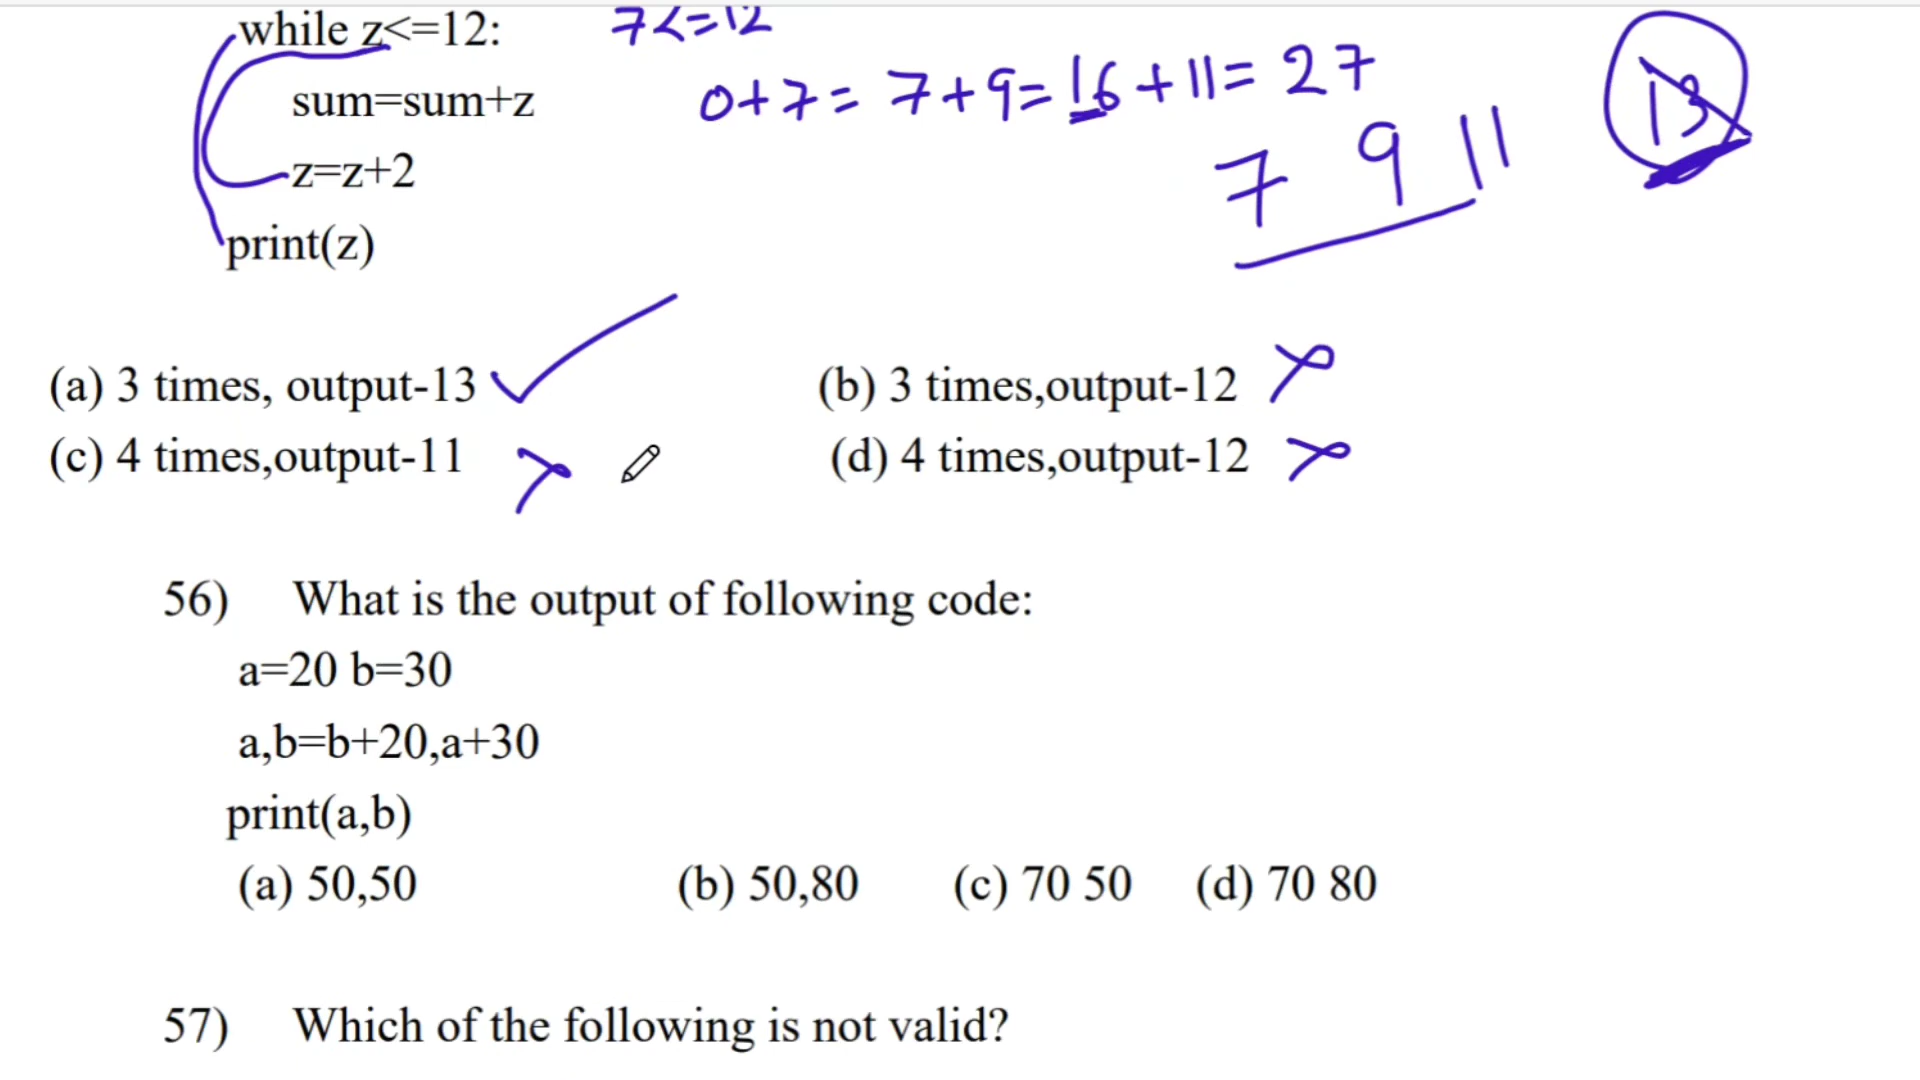 while z<=12: 7<=12
sum=sum+z 0+7= 7+9=16+11=27
z=z+2 7 9 11 13
print(z)
(a) 3 times, output-13 (b) 3 times,output-12
(c) 4 times,output-11 (d) 4 times,output-12
56) What is the output of following code:
a=20 b=30
a,b=b+20,a+30
print(a,b)
(a) 50,50 (b) 50,80 (c) 70 50 (d) 70 80
57) Which of the following is not valid?